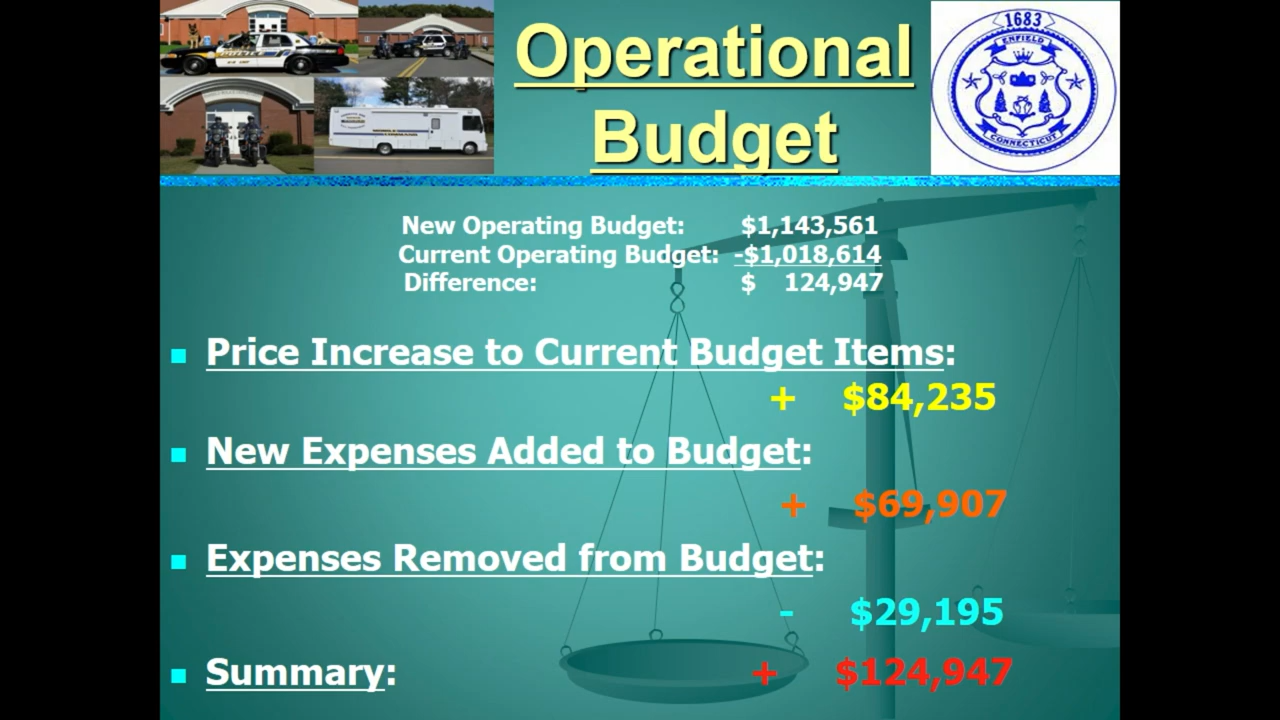 Operational
Budget
1683
ENFIELD
CONNECTICUT
POLICE
New Operating Budget: $1,143,561
Current Operating Budget: -$1,018,614
Difference: $ 124,947
Price Increase to Current Budget Items:
+ $84,235
New Expenses Added to Budget:
+ $69,907
Expenses Removed from Budget:
- $29,195
Summary: + $124,947